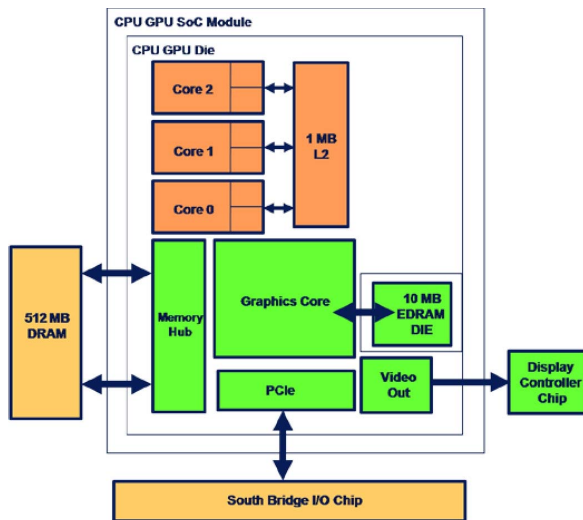 CPU GPU SoC Module
CPU GPU Die
Core 2
Core 1
1 MB
L2
Core 0
512 MB
DRAM
Memory
Hub
Graphics Core
10 MB
EDRAM
DIE
PCIe
Video
Out
Display
Controller
Chip
South Bridge I/O Chip